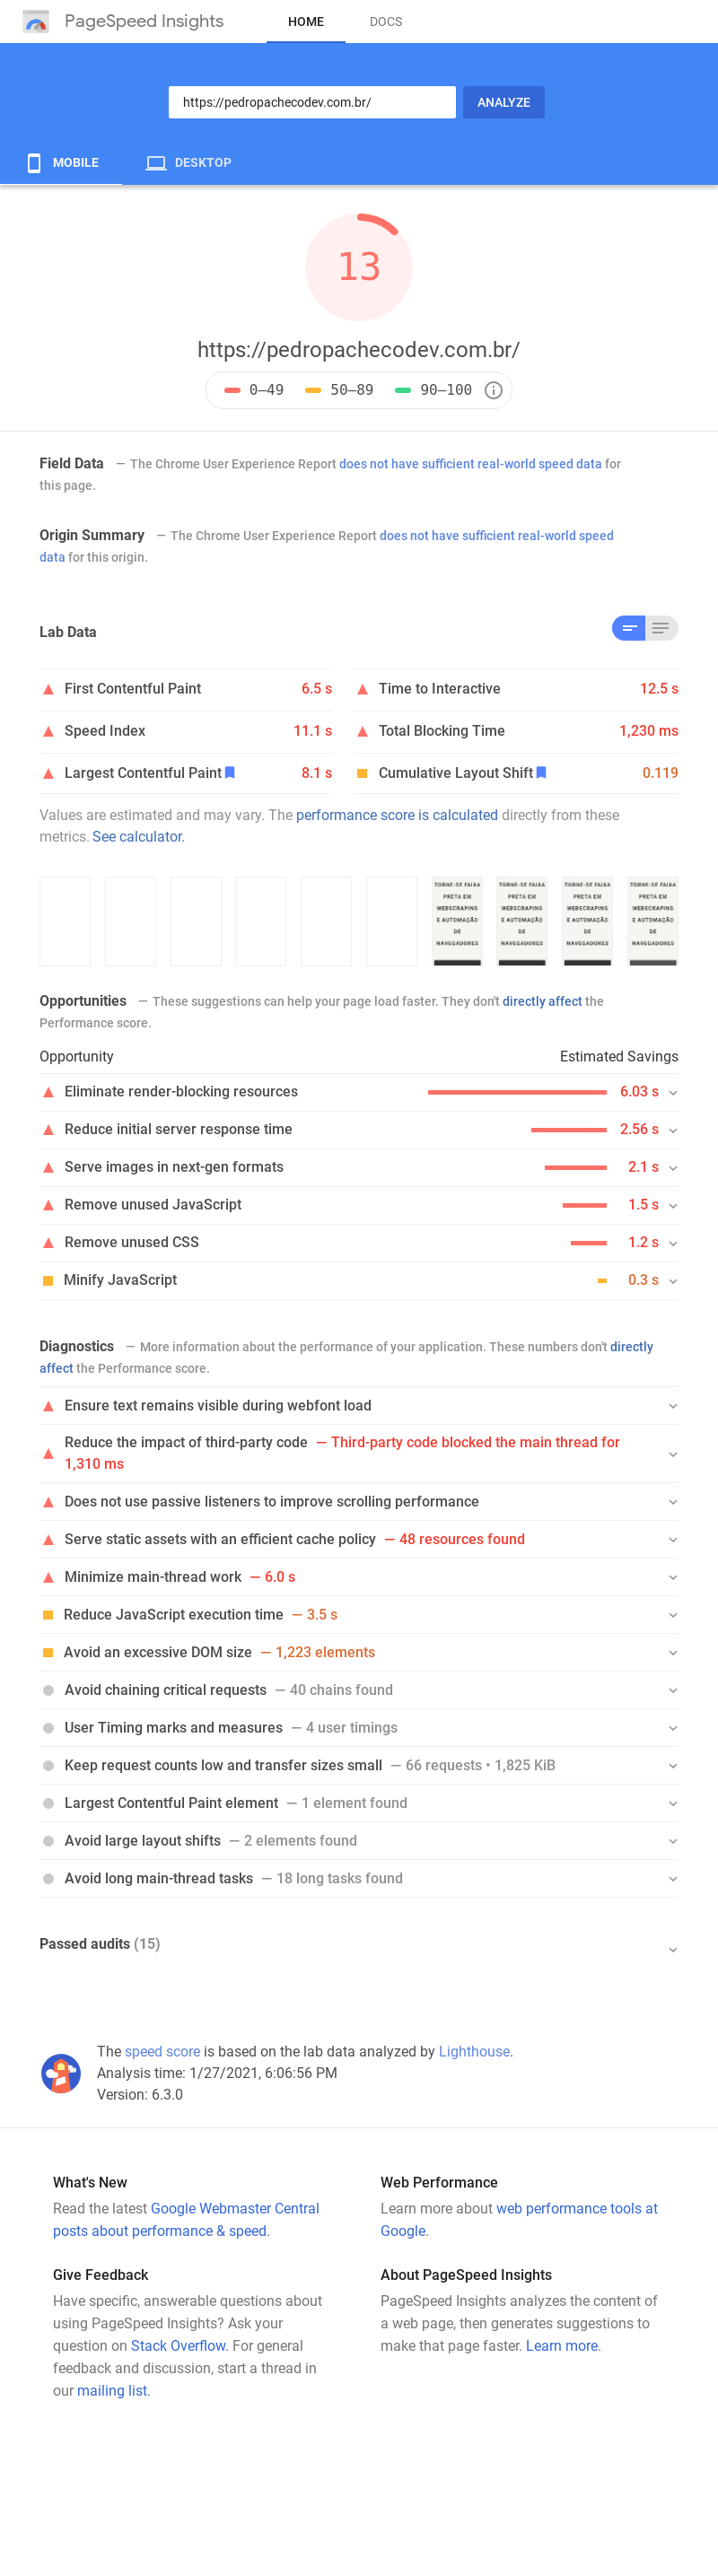 PageSpeed Insights
HOME
DOCS
https://pedropachecodev.com.br/
ANALYZE
MOBILE
DESKTOP
13
https://pedropachecodev.com.br/
0–49
50–89
90–100
Field Data — The Chrome User Experience Report does not have sufficient real-world speed data for
this page.
Origin Summary — The Chrome User Experience Report does not have sufficient real-world speed
data for this origin.
Lab Data
First Contentful Paint 6.5 s
Time to Interactive 12.5 s
Speed Index 11.1 s
Total Blocking Time 1,230 ms
Largest Contentful Paint 8.1 s
Cumulative Layout Shift 0.119
Values are estimated and may vary. The performance score is calculated directly from these
metrics. See calculator.
TORNE-SE FAIXA
PRETA EM
WEBSCRAPING
E AUTOMAÇÃO
DE
NAVEGADORES
TORNE-SE FAIXA
PRETA EM
WEBSCRAPING
E AUTOMAÇÃO
DE
NAVEGADORES
TORNE-SE FAIXA
PRETA EM
WEBSCRAPING
E AUTOMAÇÃO
DE
NAVEGADORES
TORNE-SE FAIXA
PRETA EM
WEBSCRAPING
E AUTOMAÇÃO
DE
NAVEGADORES
Opportunities — These suggestions can help your page load faster. They don't directly affect the
Performance score.
Opportunity Estimated Savings
Eliminate render-blocking resources 6.03 s
Reduce initial server response time 2.56 s
Serve images in next-gen formats 2.1 s
Remove unused JavaScript 1.5 s
Remove unused CSS 1.2 s
Minify JavaScript 0.3 s
Diagnostics — More information about the performance of your application. These numbers don't directly
affect the Performance score.
Ensure text remains visible during webfont load
Reduce the impact of third-party code — Third-party code blocked the main thread for
1,310 ms
Does not use passive listeners to improve scrolling performance
Serve static assets with an efficient cache policy — 48 resources found
Minimize main-thread work — 6.0 s
Reduce JavaScript execution time — 3.5 s
Avoid an excessive DOM size — 1,223 elements
Avoid chaining critical requests — 40 chains found
User Timing marks and measures — 4 user timings
Keep request counts low and transfer sizes small — 66 requests • 1,825 KiB
Largest Contentful Paint element — 1 element found
Avoid large layout shifts — 2 elements found
Avoid long main-thread tasks — 18 long tasks found
Passed audits (15)
The speed score is based on the lab data analyzed by Lighthouse.
Analysis time: 1/27/2021, 6:06:56 PM
Version: 6.3.0
What's New
Read the latest Google Webmaster Central
posts about performance & speed.
Web Performance
Learn more about web performance tools at
Google.
Give Feedback
Have specific, answerable questions about
using PageSpeed Insights? Ask your
question on Stack Overflow. For general
feedback and discussion, start a thread in
our mailing list.
About PageSpeed Insights
PageSpeed Insights analyzes the content of
a web page, then generates suggestions to
make that page faster. Learn more.